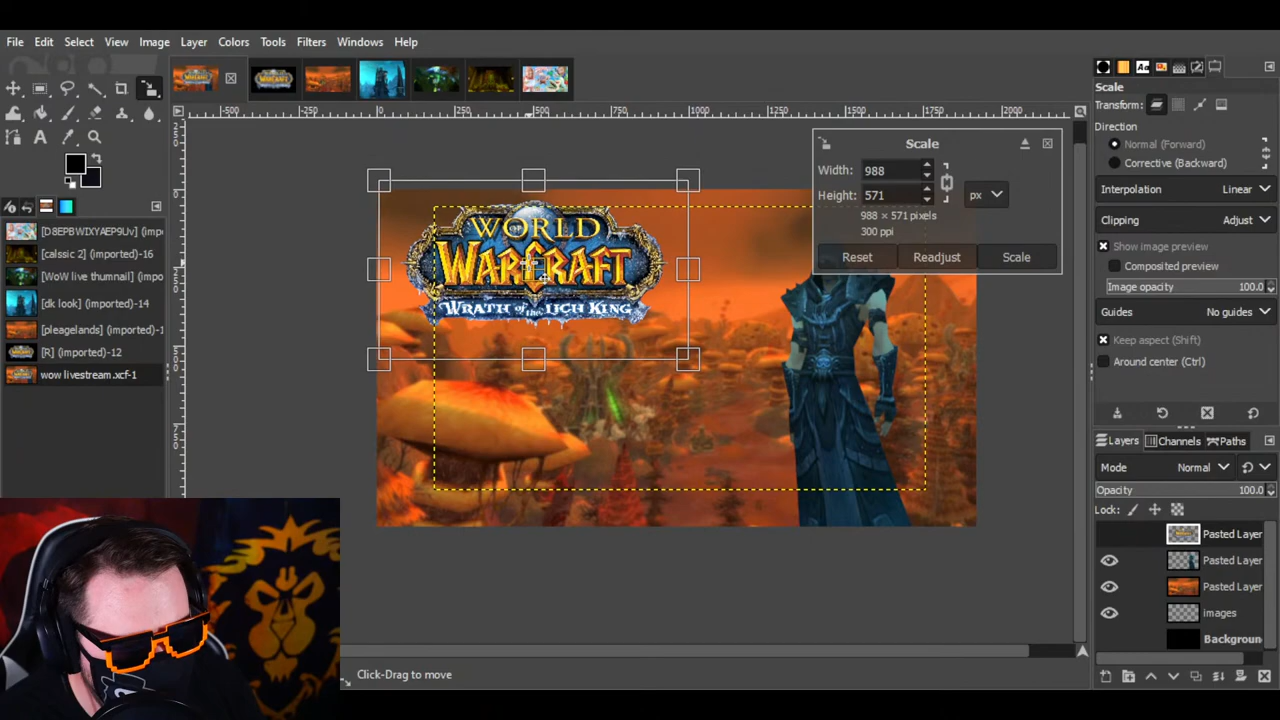 File Edit Select View Image Layer Colors Tools Filters Windows Help
-500 0 250 500 750 1000 1250 1500 1750 2000
Scale
Transform:
Direction
Normal (Forward)
Corrective (Backward)
Interpolation Linear
Clipping Adjust
Show image preview
Composited preview
Image opacity 100.0
Guides No guides
Keep aspect (Shift)
Around center (Ctrl)
Scale
Width: 988
Height: 571 px
988 × 571 pixels
300 ppi
Reset Readjust Scale
[D8EPBWIXYAEP9Uv] (impo
[calssic 2] (imported)-16
[WoW live thumnail] (impo
[dk look] (imported)-14
[pleagelands] (imported)-1
[R] (imported)-12
wow livestream.xcf-1
WORLD
WARCRAFT
WRATH of the LICH KING
Layers Channels Paths
Mode Normal
Opacity 100.0
Lock:
Pasted Layer
Pasted Layer
Pasted Layer
images
Backgroun
Click-Drag to move